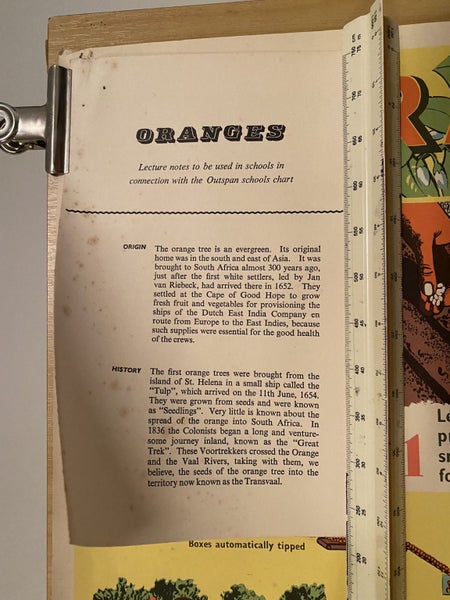 ORANGES
Lecture notes to be used in schools in
connection with the Outspan schools chart
ORIGIN
The orange tree is an evergreen. Its original
home was in the south and east of Asia. It was
brought to South Africa almost 300 years ago,
just after the first white settlers, led by Jan
van Riebeck, had arrived there in 1652. They
settled at the Cape of Good Hope to grow
fresh fruit and vegetables for provisioning the
ships of the Dutch East India Company en
route from Europe to the East Indies, because
such supplies were essential for the good health
of the crews.
HISTORY
The first orange trees were brought from the
island of St. Helena in a small ship called the
"Tulp", which arrived on the 11th June, 1654.
They were grown from seeds and were known
as "Seedlings". Very little is known about the
spread of the orange into South Africa. In
1836 the Colonists began a long and venture-
some journey inland, known as the "Great
Trek". These Voortrekkers crossed the Orange
and the Vaal Rivers, taking with them, we
believe, the seeds of the orange tree into the
territory now known as the Transvaal.
Boxes automatically tipped
RA
1
Le
pu
sm
fo